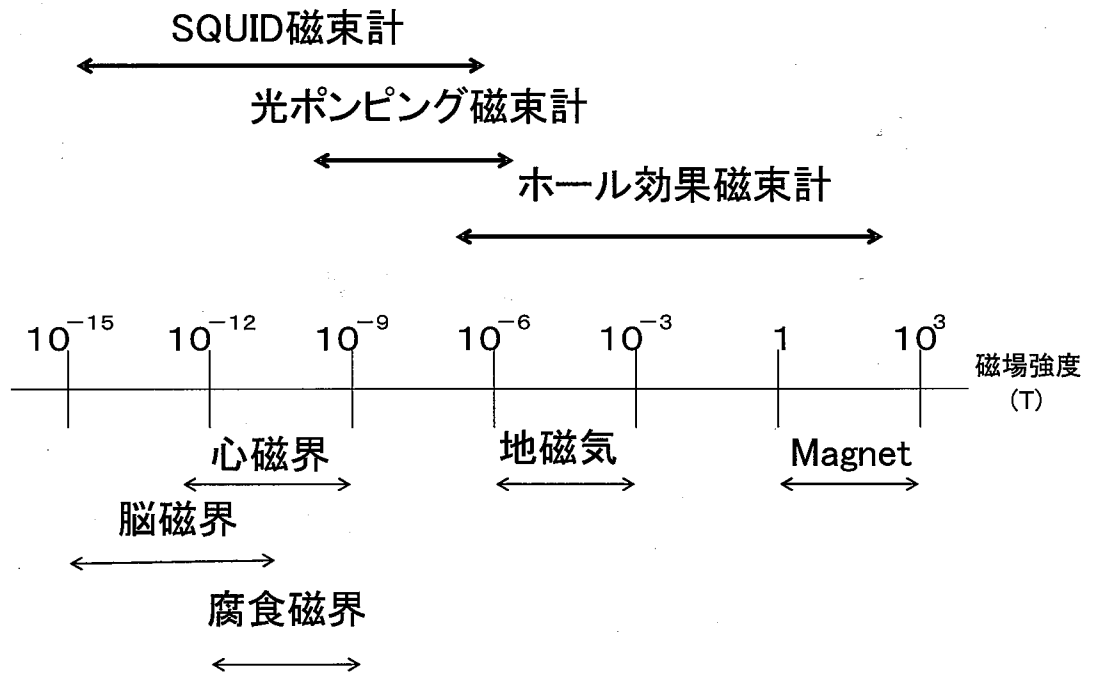 SQUID磁束計
光ポンピング磁束計
ホール効果磁束計
10⁻¹⁵ 10⁻¹² 10⁻⁹ 10⁻⁶ 10⁻³ 1 10³
磁場強度
(T)
心磁界 地磁気 Magnet
脳磁界
腐食磁界